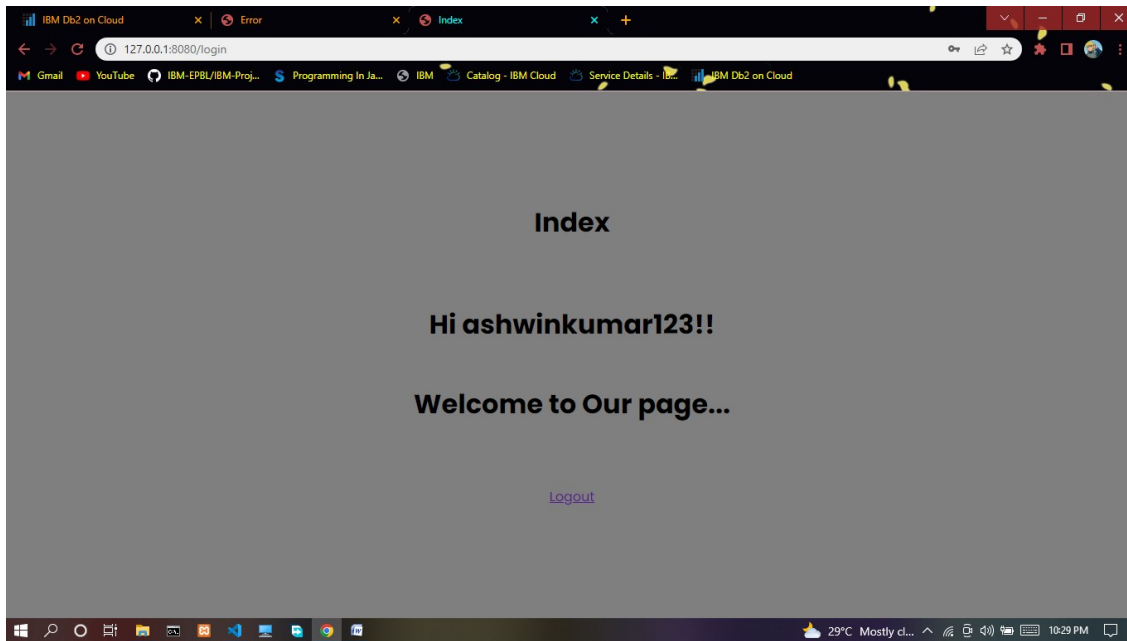 IBM Db2 on Cloud Error Index
127.0.0.1:8080/login
Gmail YouTube IBM-EPBL/IBM-Proj... Programming In Ja... IBM Catalog - IBM Cloud Service Details - IB... IBM Db2 on Cloud
Index
Hi ashwinkumar123!!
Welcome to Our page...
Logout
29°C Mostly cl... 10:29 PM